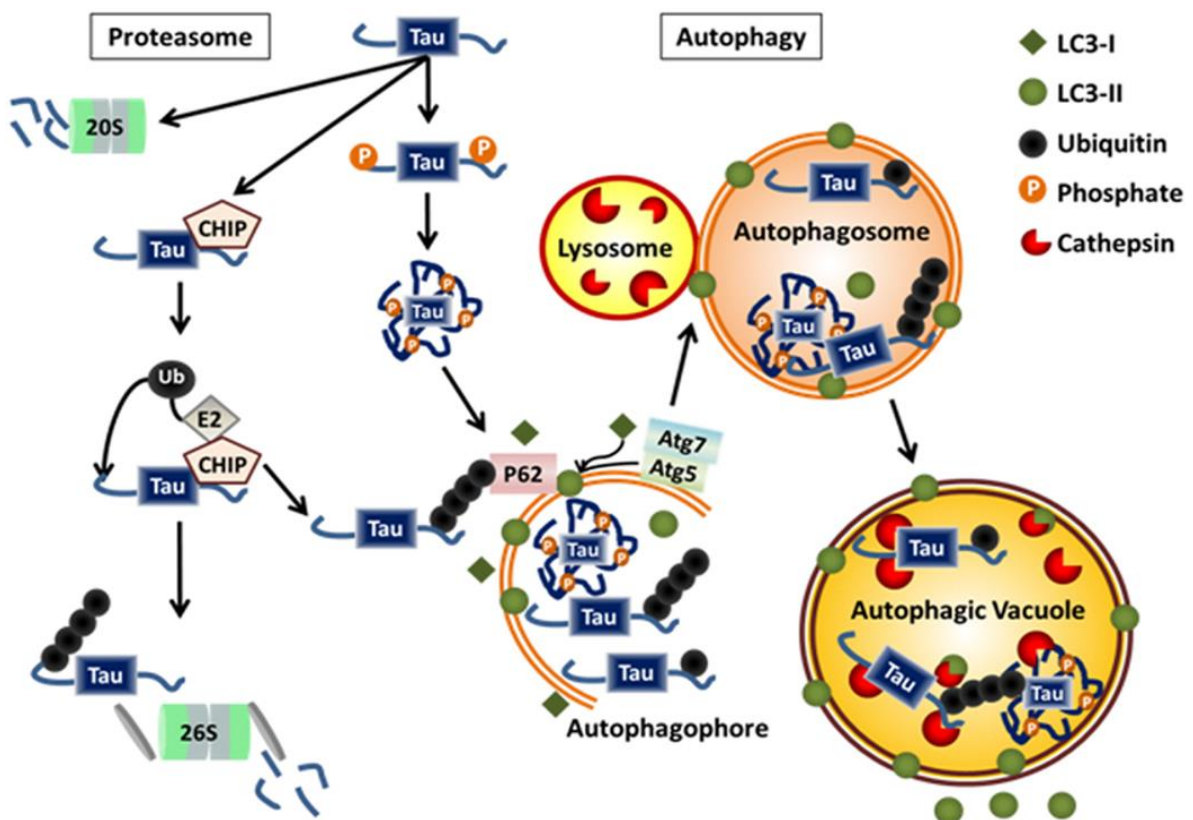 Proteasome
Tau
Autophagy
LC3-I
LC3-II
Ubiquitin
P Phosphate
Cathepsin
20S
P Tau P
CHIP
Tau
Lysosome
Tau
Autophagosome
P
P Tau P
P
P
P Tau P
P
Tau
Ub
E2
CHIP
Tau
P62
Atg7
Atg5
Tau
P
P Tau P
P
Tau
Tau
Autophagophore
Tau
26S
Tau
Autophagic Vacuole
Tau
P
Tau P
P